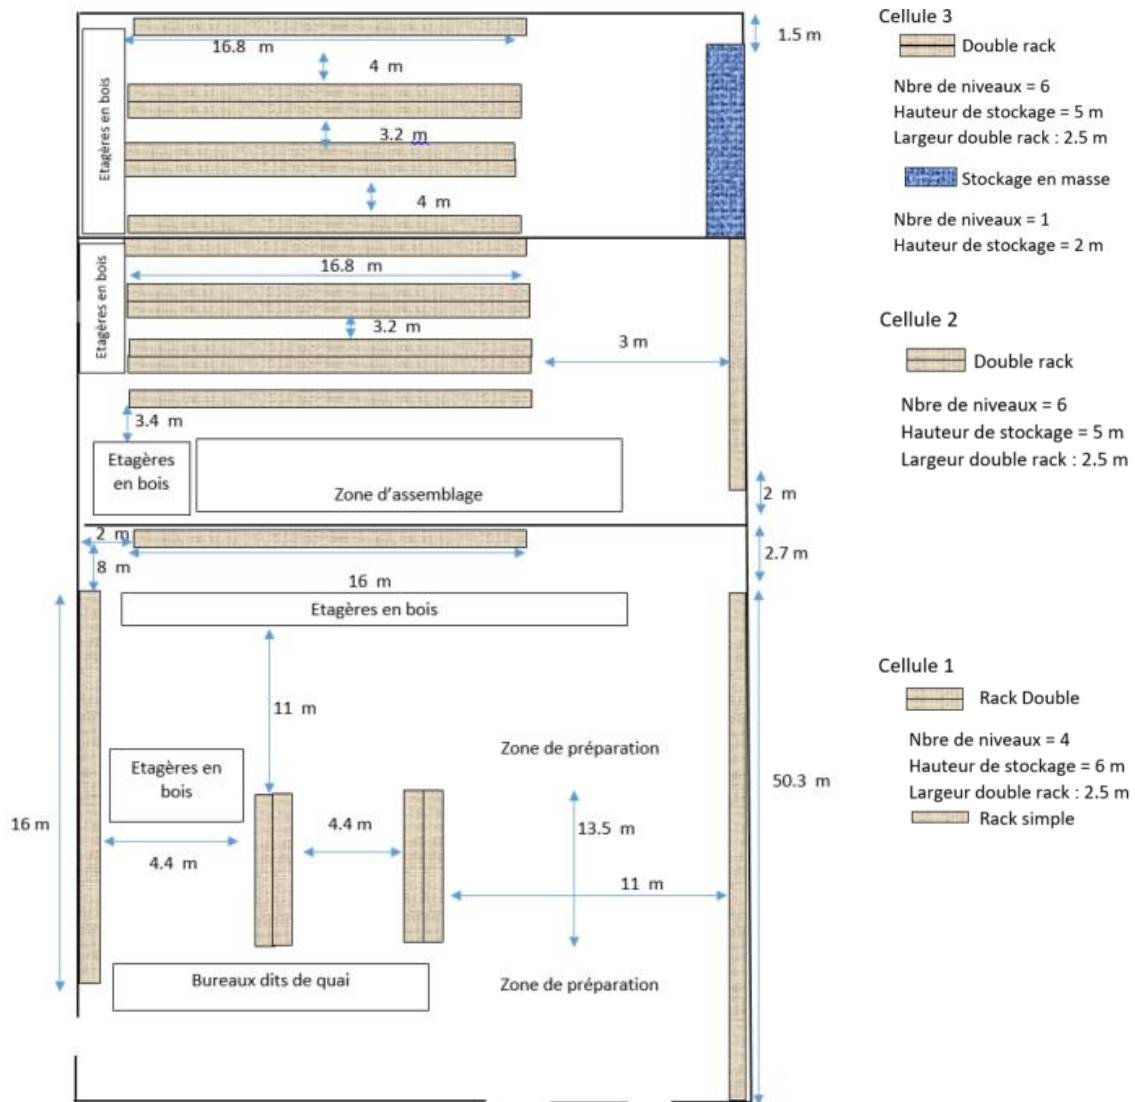 Cellule 3
1.5 m
Double rack
16.8 m
4 m
Nbre de niveaux = 6
Hauteur de stockage = 5 m
Largeur double rack : 2.5 m
3.2 m
Etagères en bois
Stockage en masse
4 m
Nbre de niveaux = 1
Hauteur de stockage = 2 m
16.8 m
Etagères en bois
3.2 m
3 m
Cellule 2
Double rack
Nbre de niveaux = 6
Hauteur de stockage = 5 m
Largeur double rack : 2.5 m
3.4 m
Etagères
en bois
Zone d'assemblage
2 m
2 m
2.7 m
8 m
16 m
Etagères en bois
Cellule 1
Rack Double
11 m
Nbre de niveaux = 4
Hauteur de stockage = 6 m
Largeur double rack : 2.5 m
Rack simple
Zone de préparation
Etagères en
bois
50.3 m
16 m
4.4 m
13.5 m
4.4 m
11 m
Bureaux dits de quai
Zone de préparation